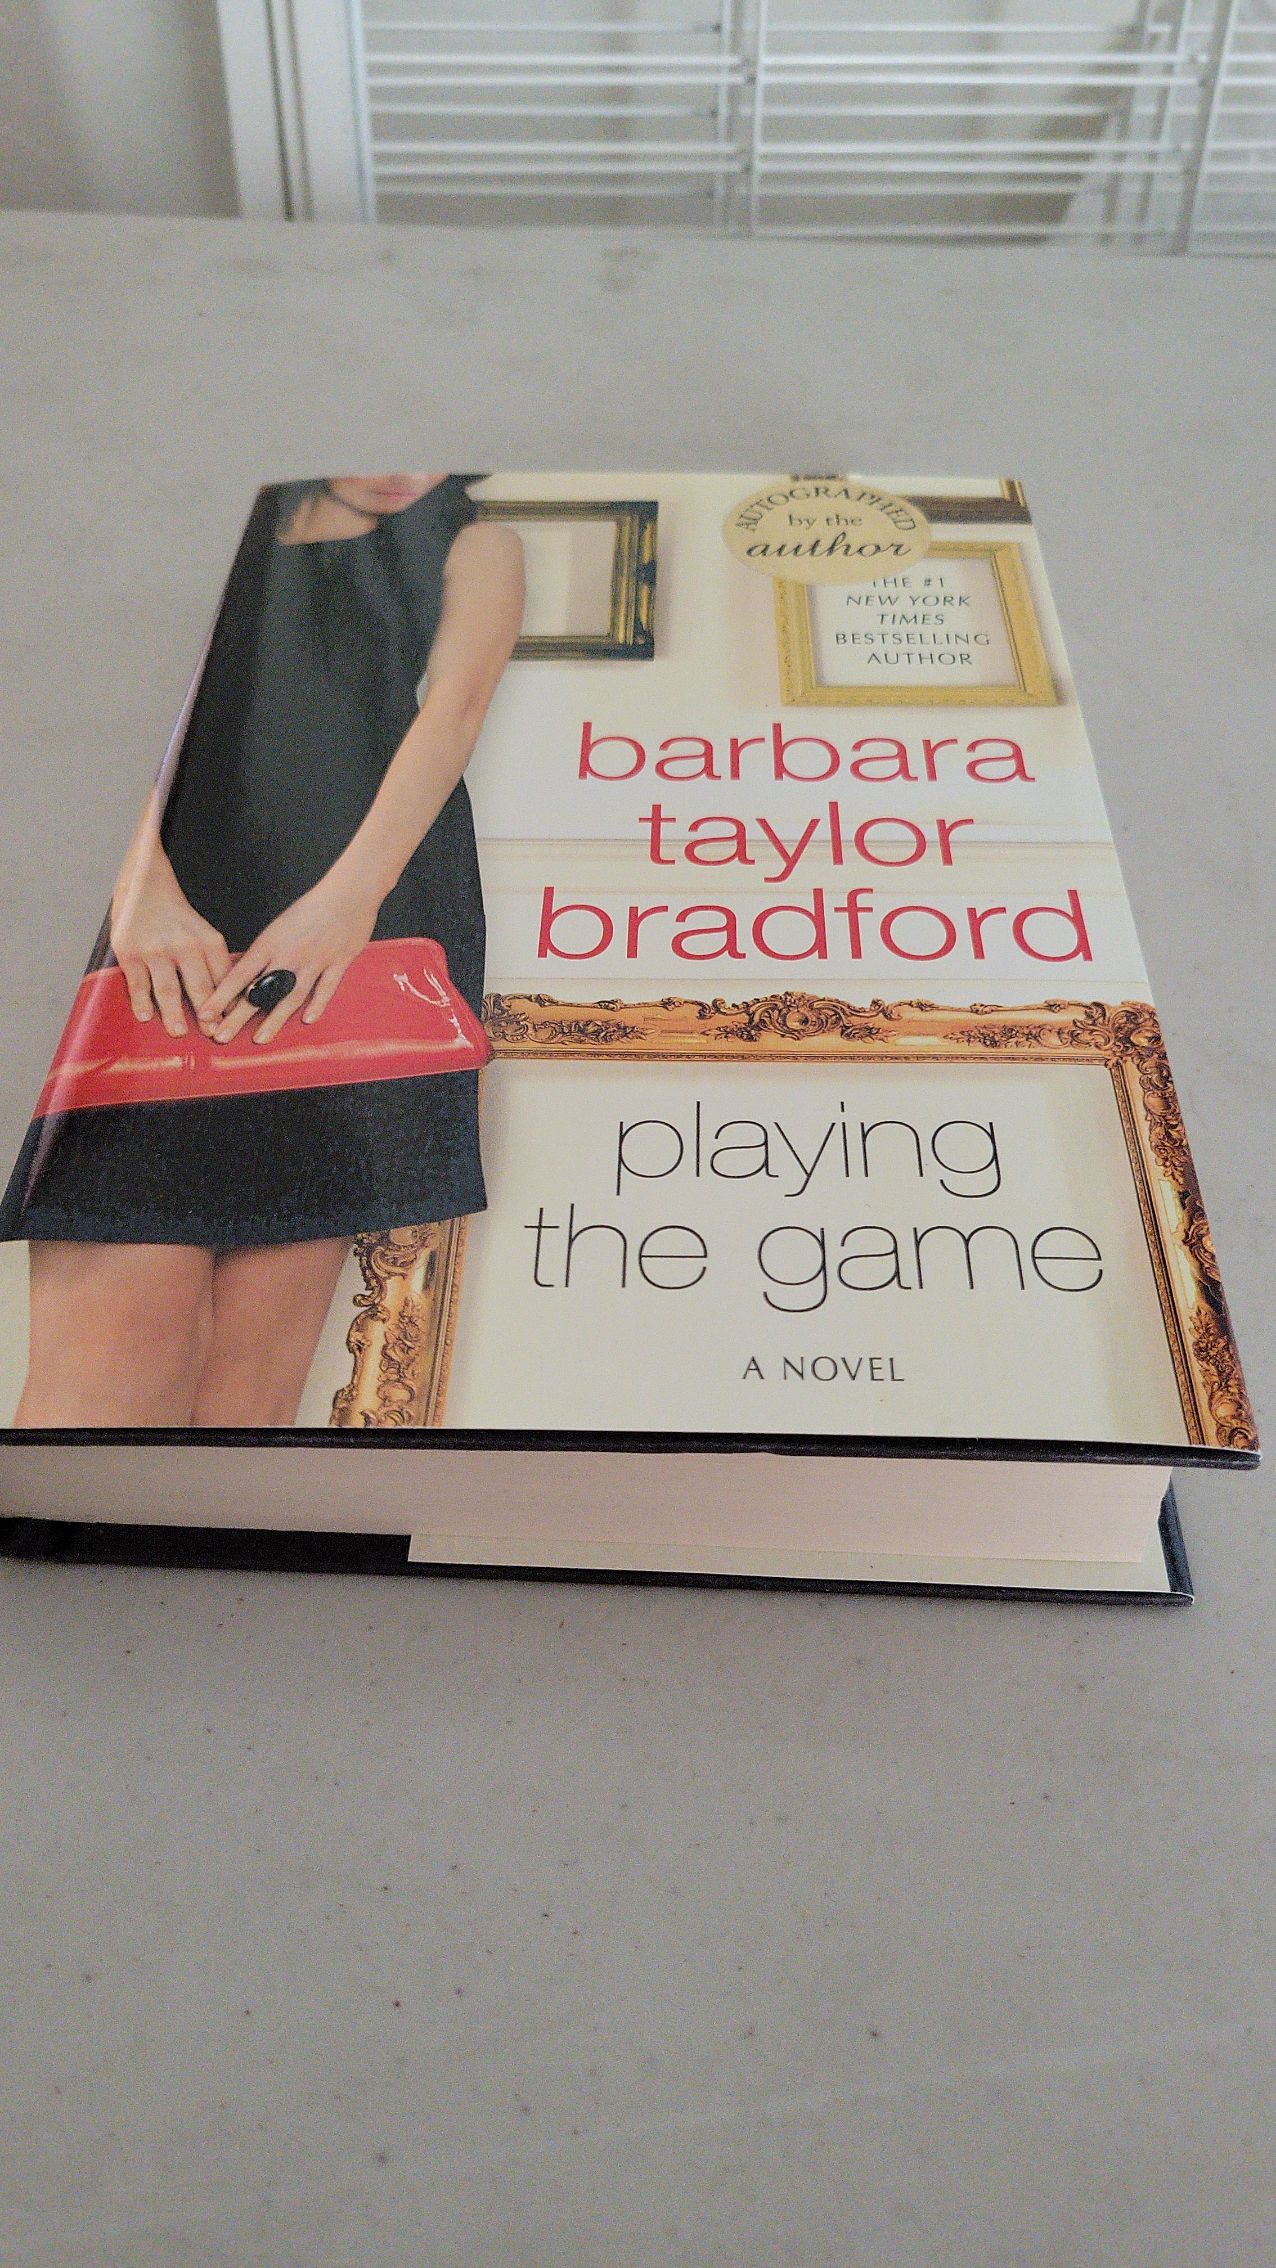 AUTOGRAPHED
by the
author
THE #1
NEW YORK
TIMES
BESTSELLING
AUTHOR
barbara
taylor
bradford
playing
the game
A NOVEL